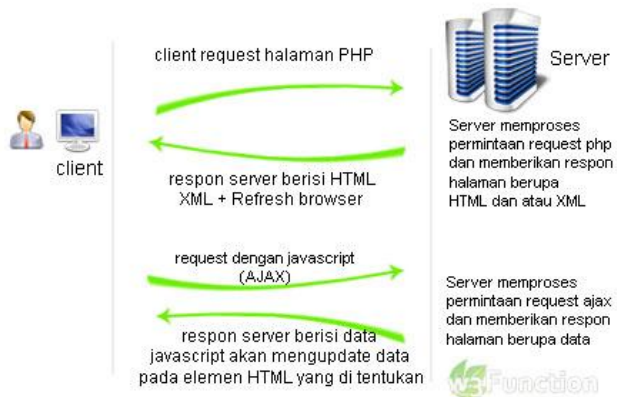 client request halaman PHP
Server
client
respon server berisi HTML
XML + Refresh browser
Server memproses
permintaan request php
dan memberikan respon
halaman berupa
HTML dan atau XML
request dengan javascript
(AJAX)
respon server berisi data
javascript akan mengupdate data
pada elemen HTML yang di tentukan
Server memproses
permintaan request ajax
dan memberikan respon
halaman berupa data
w3Function